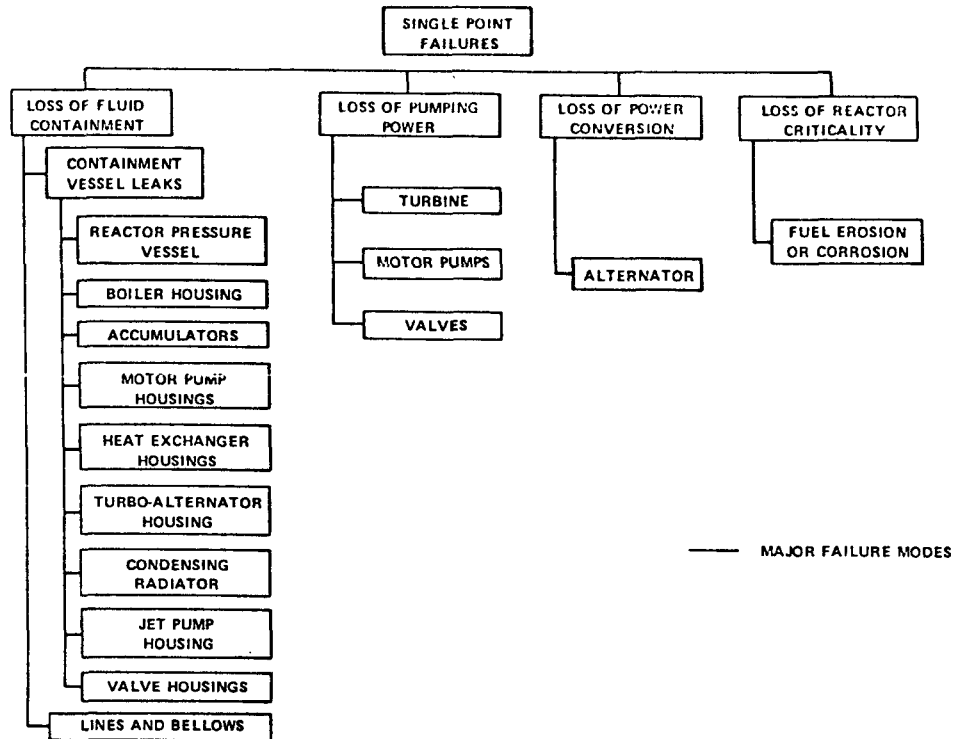 SINGLE POINT
FAILURES
LOSS OF FLUID
CONTAINMENT
LOSS OF PUMPING
POWER
LOSS OF POWER
CONVERSION
LOSS OF REACTOR
CRITICALITY
CONTAINMENT
VESSEL LEAKS
REACTOR PRESSURE
VESSEL
BOILER HOUSING
ACCUMULATORS
MOTOR PUMP
HOUSINGS
HEAT EXCHANGER
HOUSINGS
TURBO-ALTERNATOR
HOUSING
CONDENSING
RADIATOR
JET PUMP
HOUSING
VALVE HOUSINGS
LINES AND BELLOWS
TURBINE
MOTOR PUMPS
VALVES
ALTERNATOR
FUEL EROSION
OR CORROSION
MAJOR FAILURE MODES